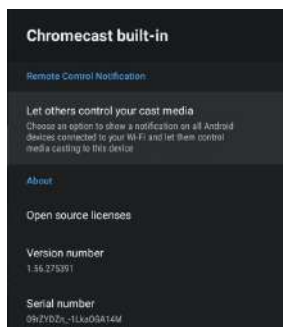 Chromecast built-in
Remote Control Notification
Let others control your cast media
Choose an option to show a notification on all Android
devices connected to your Wi-Fi and let them control
media casting to this device
About
Open source licenses
Version number
1.56.275391
Serial number